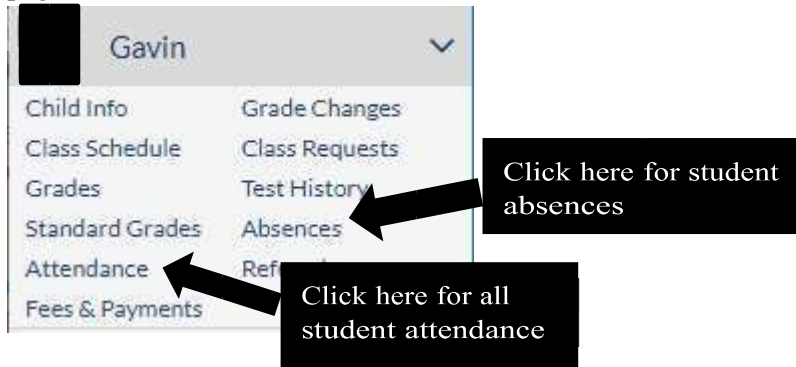 Gavin
Child Info Grade Changes
Class Schedule Class Requests
Grades Test History
Standard Grades Absences
Attendance
Fees & Payments
Click here for student
absences
Click here for all
student attendance